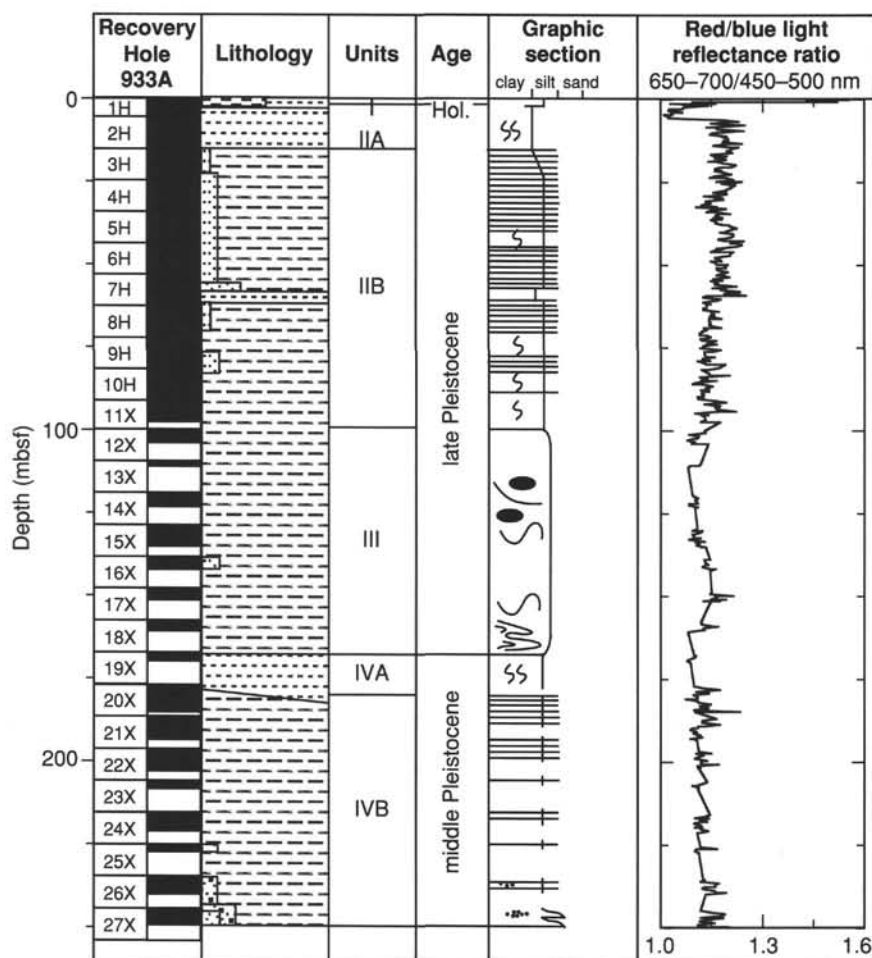 Recovery
Hole
933A
Lithology
Units
Age
Graphic
section
clay silt sand
Red/blue light
reflectance ratio
650–700/450–500 nm
Depth (mbsf)
0
100
200
1H
2H
3H
4H
5H
6H
7H
8H
9H
10H
11X
12X
13X
14X
15X
16X
17X
18X
19X
20X
21X
22X
23X
24X
25X
26X
27X
I
IIA
IIB
III
IVA
IVB
Hol.
late Pleistocene
middle Pleistocene
1.0 1.3 1.6